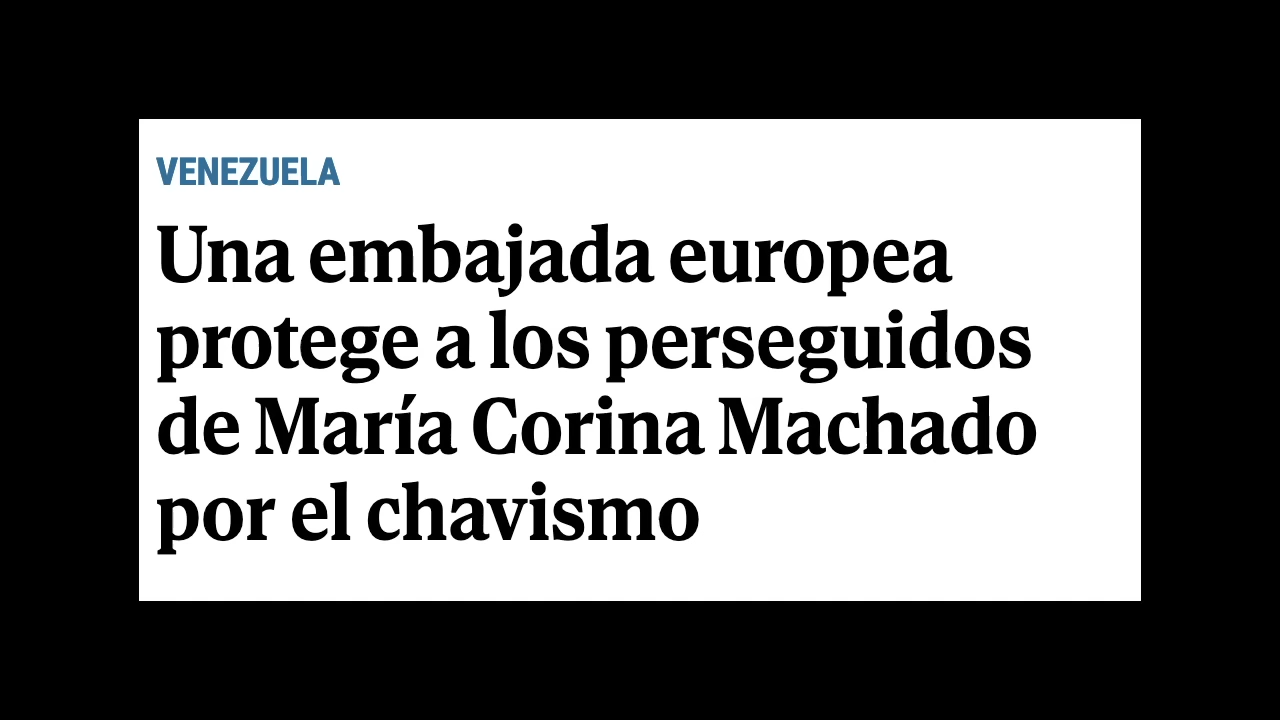 VENEZUELA
Una embajada europea
protege a los perseguidos
de María Corina Machado
por el chavismo